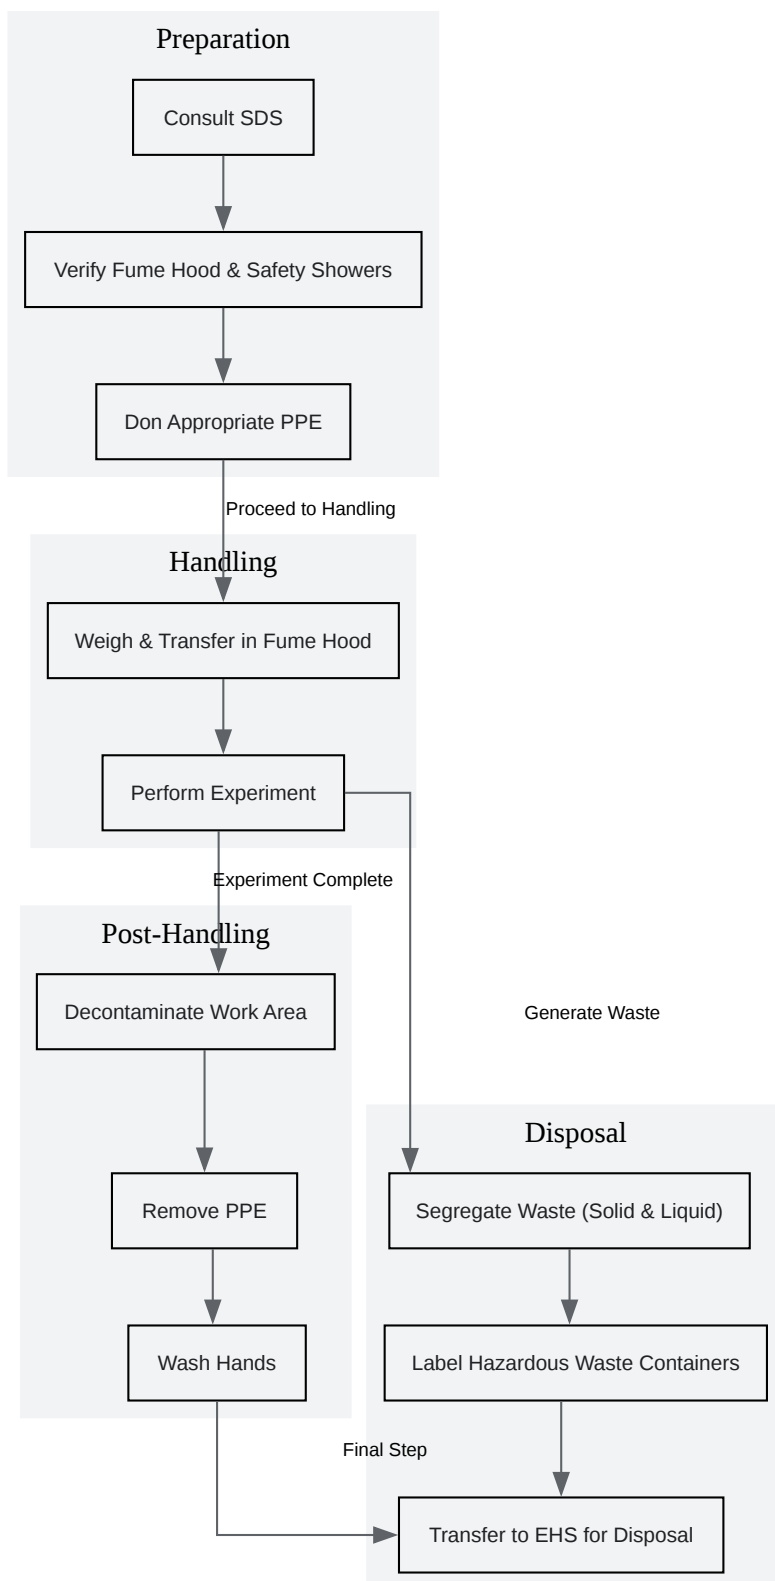 Preparation
Consult SDS
Verify Fume Hood & Safety Showers
Don Appropriate PPE
Proceed to Handling
Handling
Weigh & Transfer in Fume Hood
Perform Experiment
Experiment Complete
Post-Handling
Decontaminate Work Area
Generate Waste
Disposal
Remove PPE
Segregate Waste (Solid & Liquid)
Wash Hands
Label Hazardous Waste Containers
Final Step
Transfer to EHS for Disposal